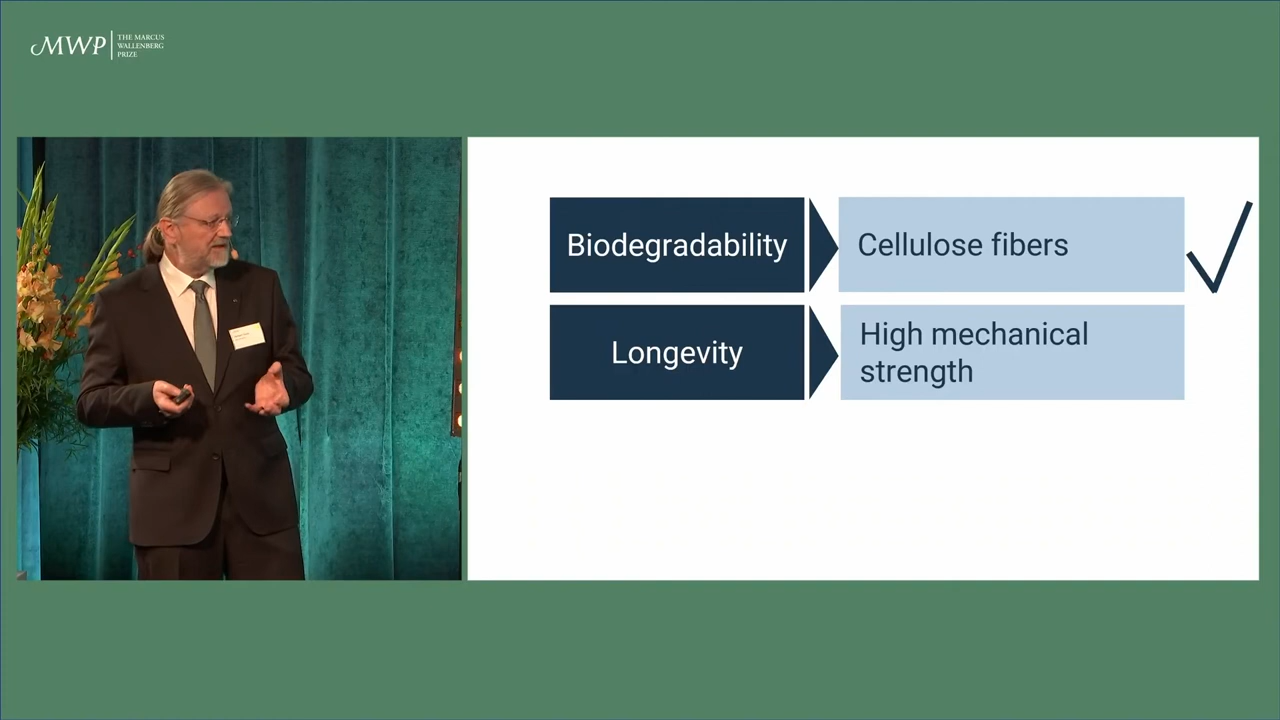 MWP
THE MARCUS
WALLENBERG
PRIZE
Biodegradability
Cellulose fibers
Longevity
High mechanical
strength